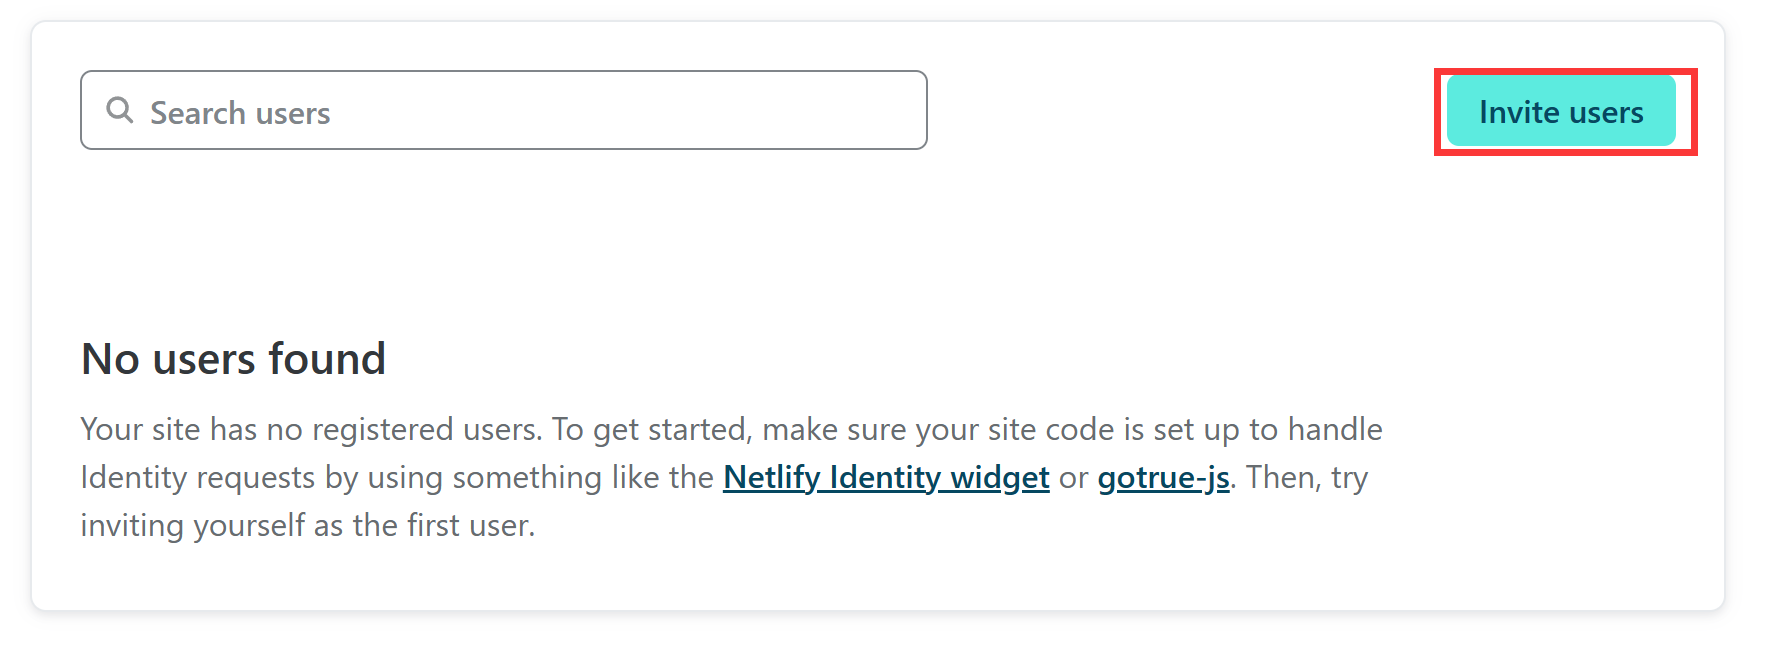 Search users
Invite users
No users found
Your site has no registered users. To get started, make sure your site code is set up to handle
Identity requests by using something like the Netlify Identity widget or gotrue-js. Then, try
inviting yourself as the first user.